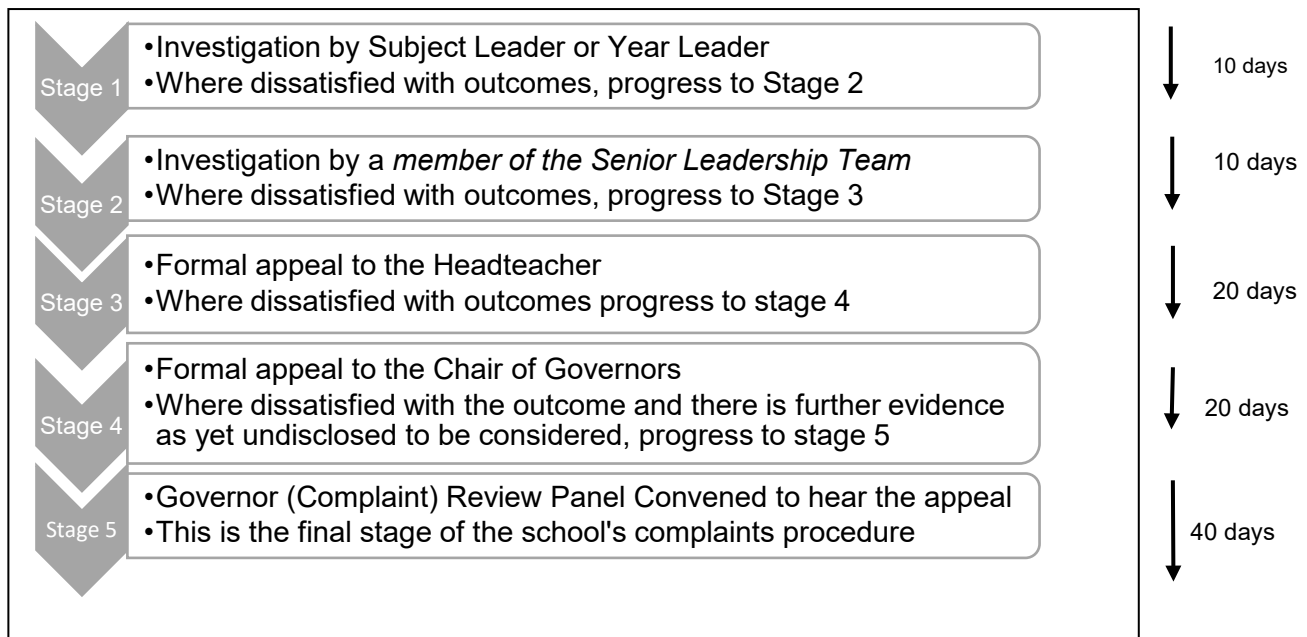 Stage 1
•Investigation by Subject Leader or Year Leader
•Where dissatisfied with outcomes, progress to Stage 2
10 days
Stage 2
•Investigation by a member of the Senior Leadership Team
•Where dissatisfied with outcomes, progress to Stage 3
10 days
Stage 3
•Formal appeal to the Headteacher
•Where dissatisfied with outcomes progress to stage 4
20 days
Stage 4
•Formal appeal to the Chair of Governors
•Where dissatisfied with the outcome and there is further evidence
as yet undisclosed to be considered, progress to stage 5
20 days
Stage 5
•Governor (Complaint) Review Panel Convened to hear the appeal
•This is the final stage of the school's complaints procedure
40 days